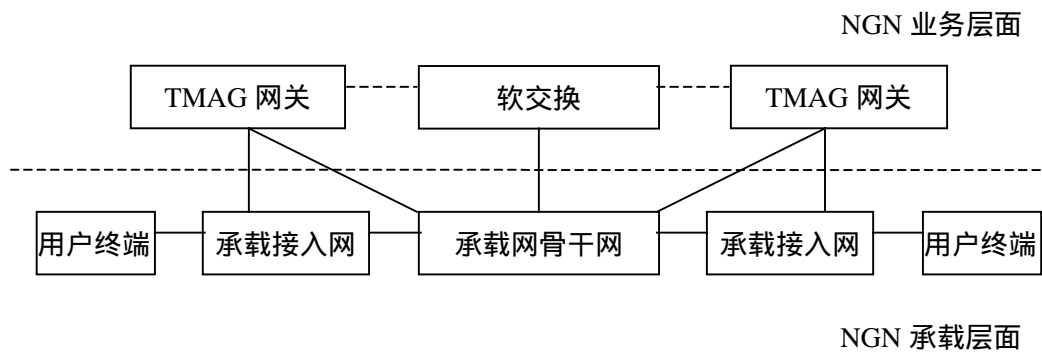 NGN 业务层面
TMAG 网关
软交换
TMAG 网关
用户终端
承载接入网
承载网骨干网
承载接入网
用户终端
NGN 承载层面